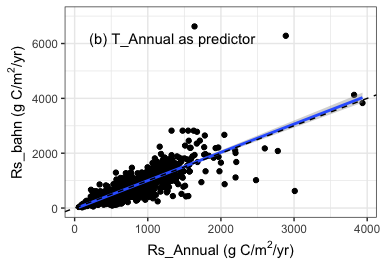 (b) T_Annual as predictor
6000
4000
2000
0
0 1000 2000 3000 4000
Rs_bahn (g C/m²/yr)
Rs_Annual (g C/m²/yr)